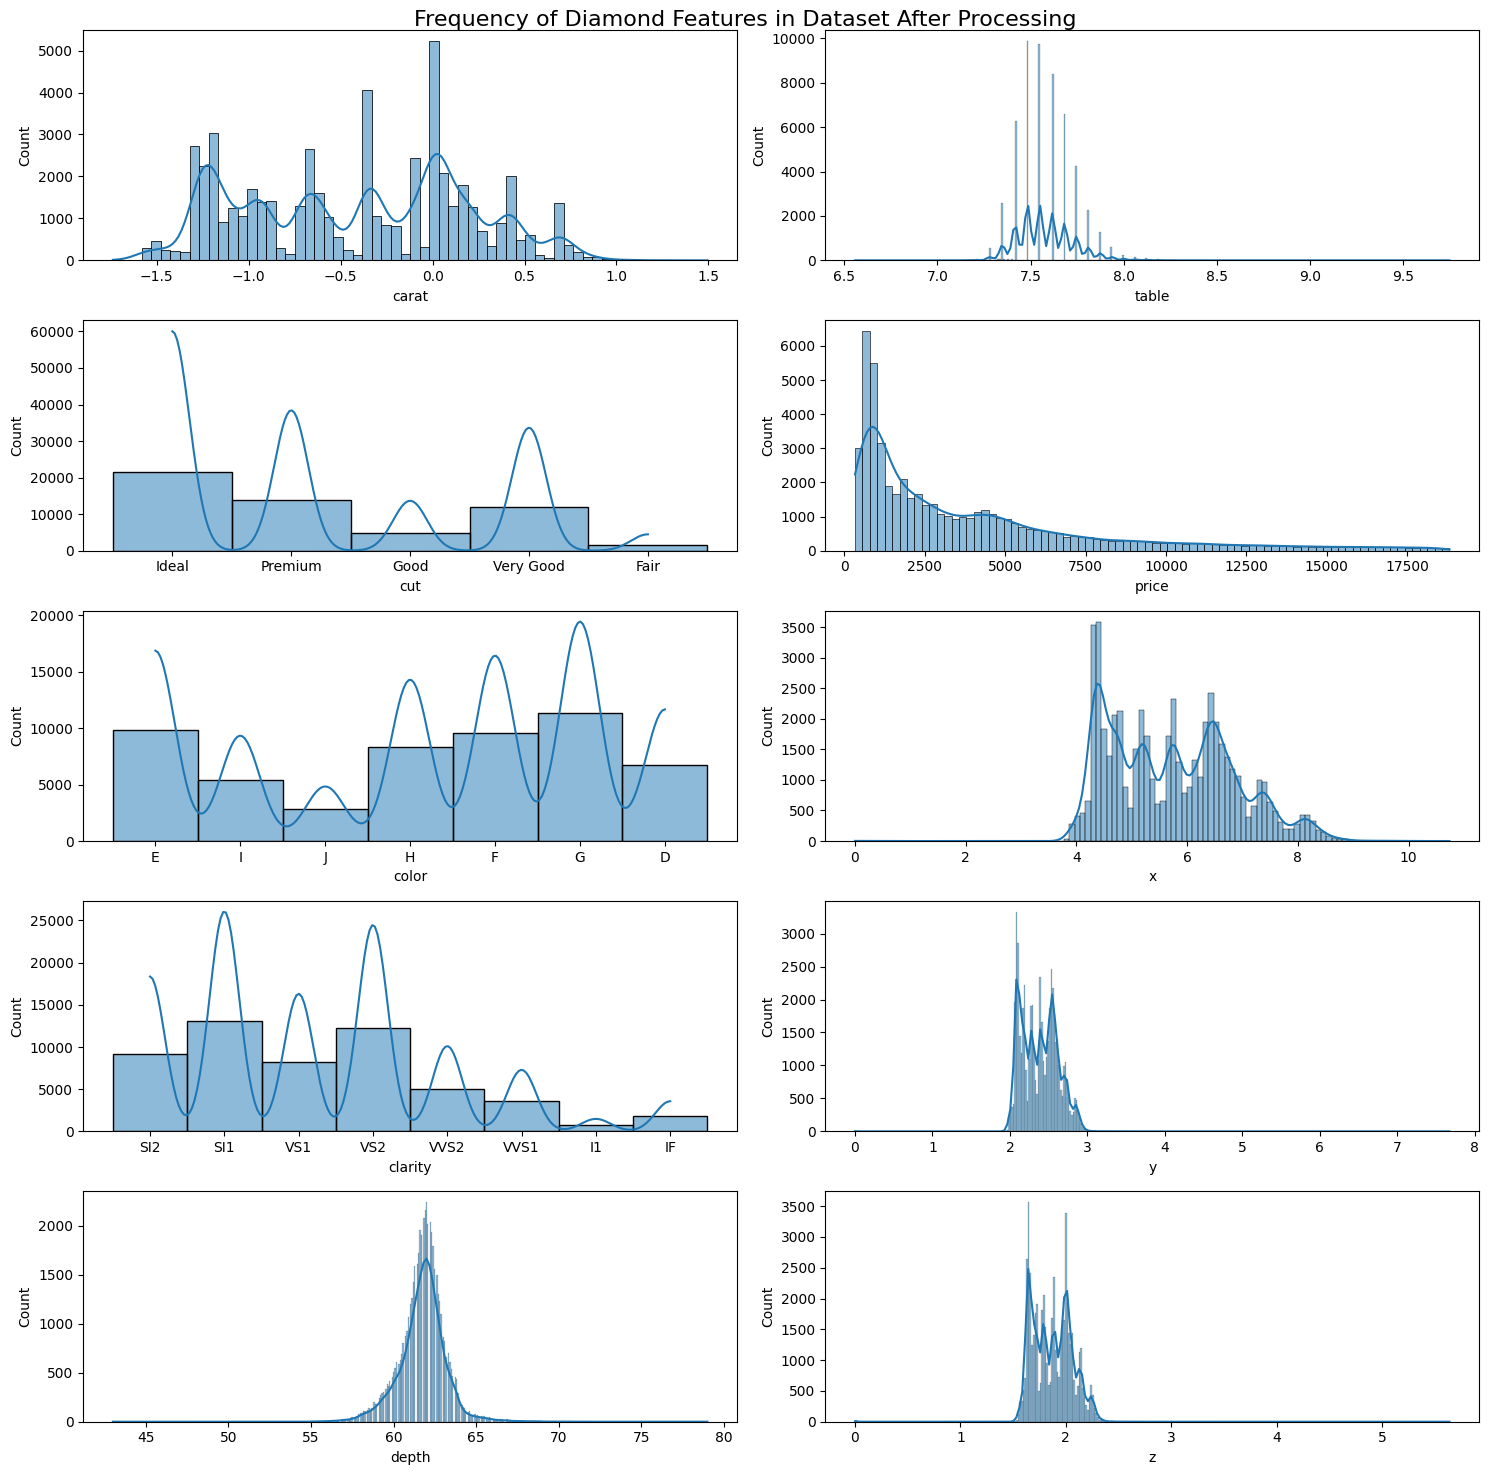 Frequency of Diamond Features in Dataset After Processing
5000
4000
3000
2000
1000
0
Count
−1.5 −1.0 −0.5 0.0 0.5 1.0 1.5
carat
10000
8000
6000
4000
2000
0
Count
6.5 7.0 7.5 8.0 8.5 9.0 9.5
table
60000
50000
40000
30000
20000
10000
0
Count
Ideal Premium Good Very Good Fair
cut
6000
5000
4000
3000
2000
1000
0
Count
0 2500 5000 7500 10000 12500 15000 17500
price
20000
15000
10000
5000
0
Count
E I J H F G D
color
3500
3000
2500
2000
1500
1000
500
0
Count
0 2 4 6 8 10
x
25000
20000
15000
10000
5000
0
Count
SI2 SI1 VS1 VS2 VVS2 VVS1 I1 IF
clarity
3000
2500
2000
1500
1000
500
0
Count
0 1 2 3 4 5 6 7 8
y
2000
1500
1000
500
0
Count
45 50 55 60 65 70 75 80
depth
3500
3000
2500
2000
1500
1000
500
0
Count
0 1 2 3 4 5
z